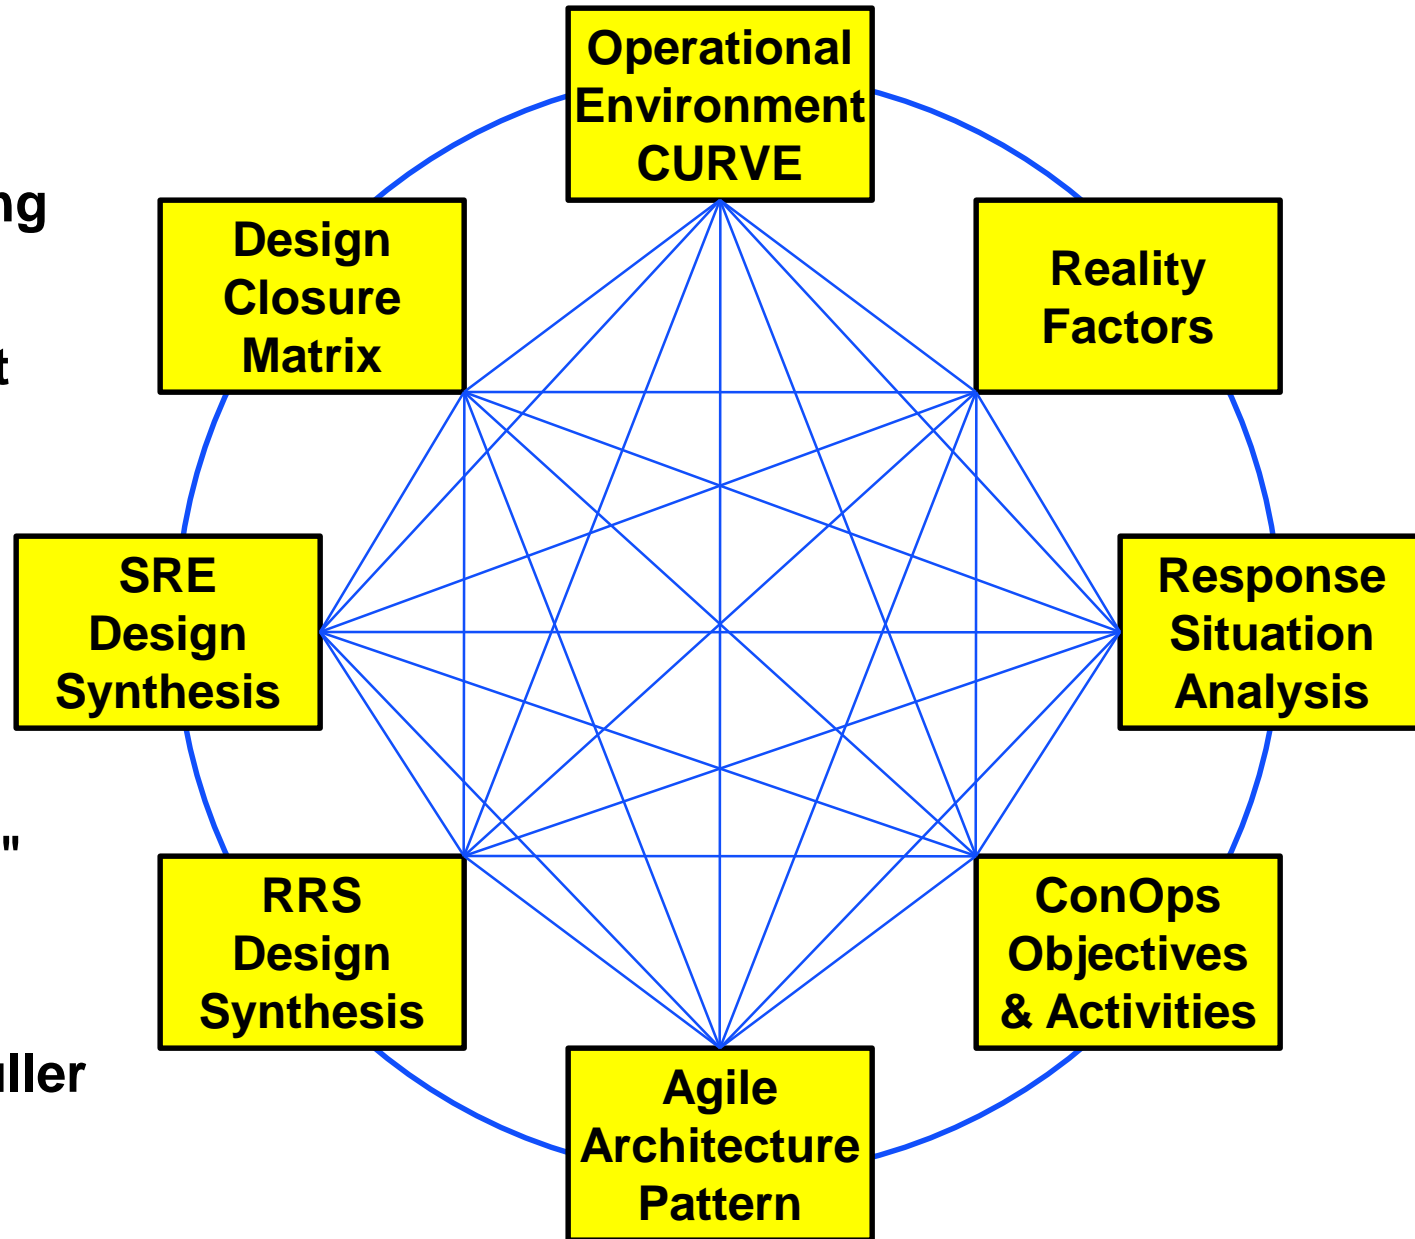 Operational
Environment
CURVE
Design
Closure
Matrix
Reality
Factors
SRE
Design
Synthesis
Response
Situation
Analysis
"
RRS
Design
Synthesis
ConOps
Objectives
& Activities
Agile
Architecture
Pattern